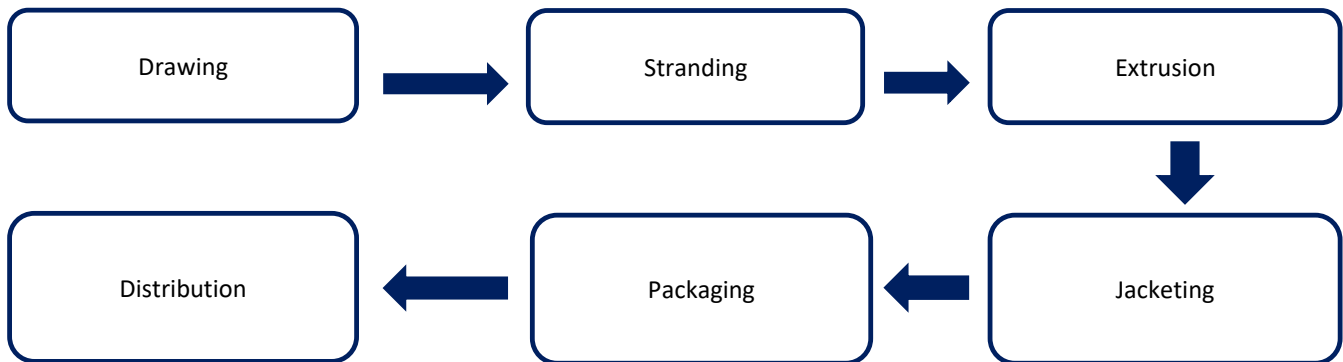 Drawing
Stranding
Extrusion
Jacketing
Packaging
Distribution